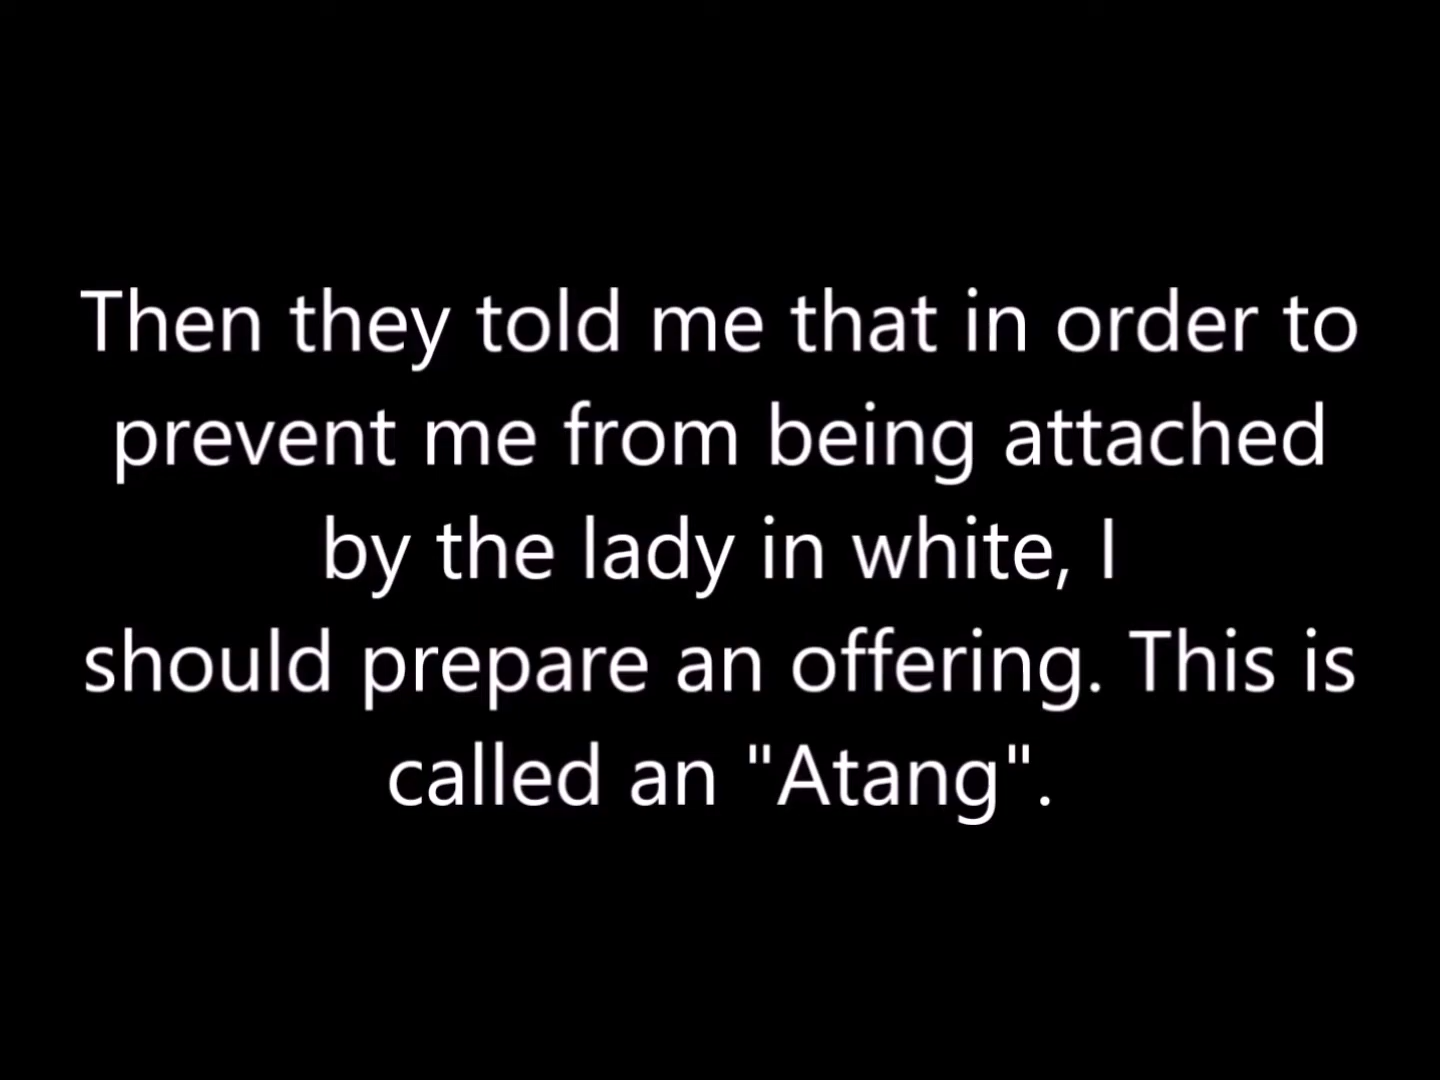 Then they told me that in order to
prevent me from being attached
by the lady in white, I
should prepare an offering. This is
called an "Atang".